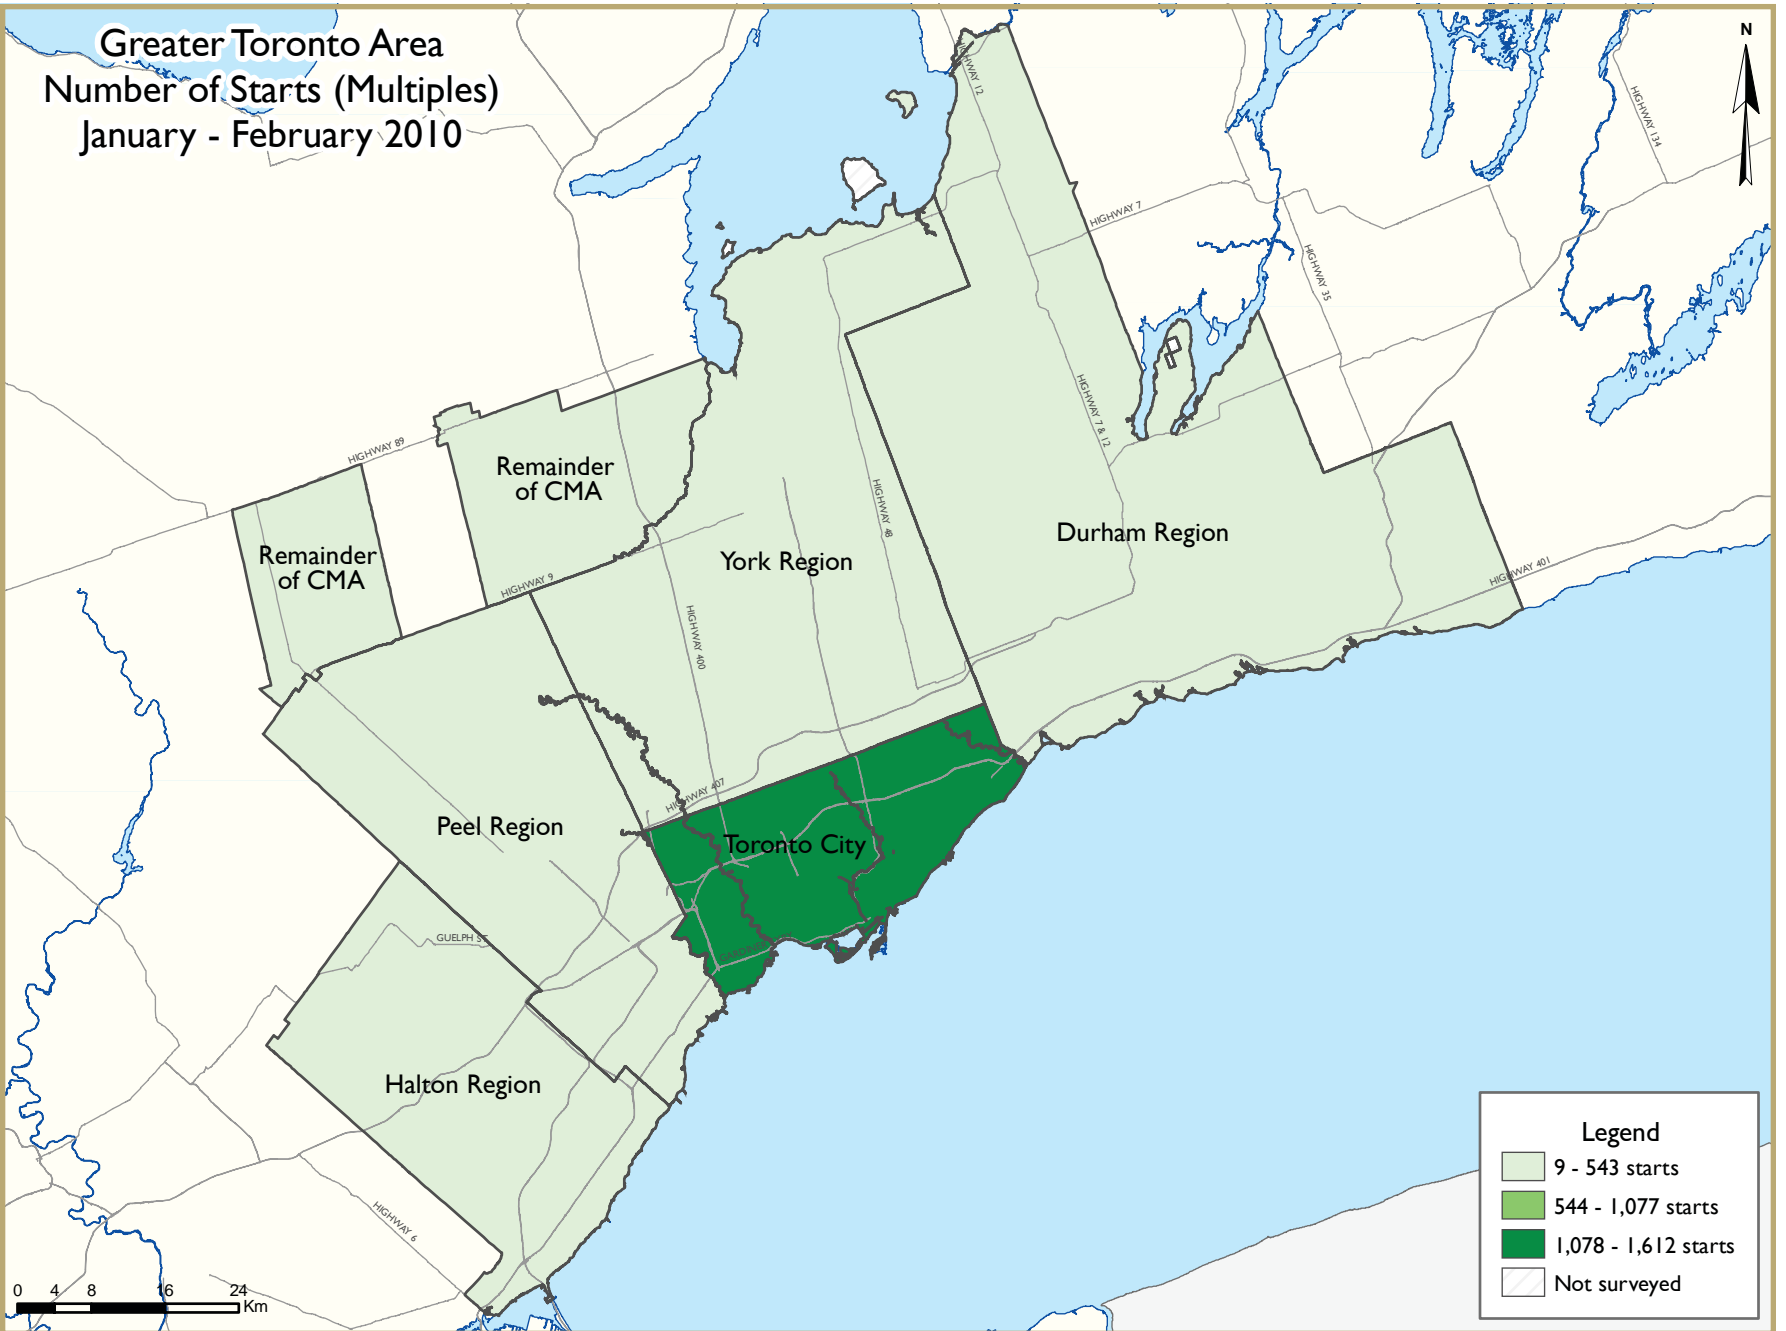 Greater Toronto Area
Number of Starts (Multiples)
January - February 2010
N
HIGHWAY 12
HIGHWAY 134
HIGHWAY 7
HIGHWAY 35
HIGHWAY 7 & 12
HIGHWAY 89
Remainder
of CMA
HIGHWAY 48
Remainder
of CMA
York Region
Durham Region
HIGHWAY 9
HIGHWAY 401
HIGHWAY 400
HIGHWAY 407
Peel Region
Toronto City
GUELPH ST
Halton Region
HIGHWAY 6
Legend
9 - 543 starts
544 - 1,077 starts
1,078 - 1,612 starts
Not surveyed
0 4 8 16 24
Km